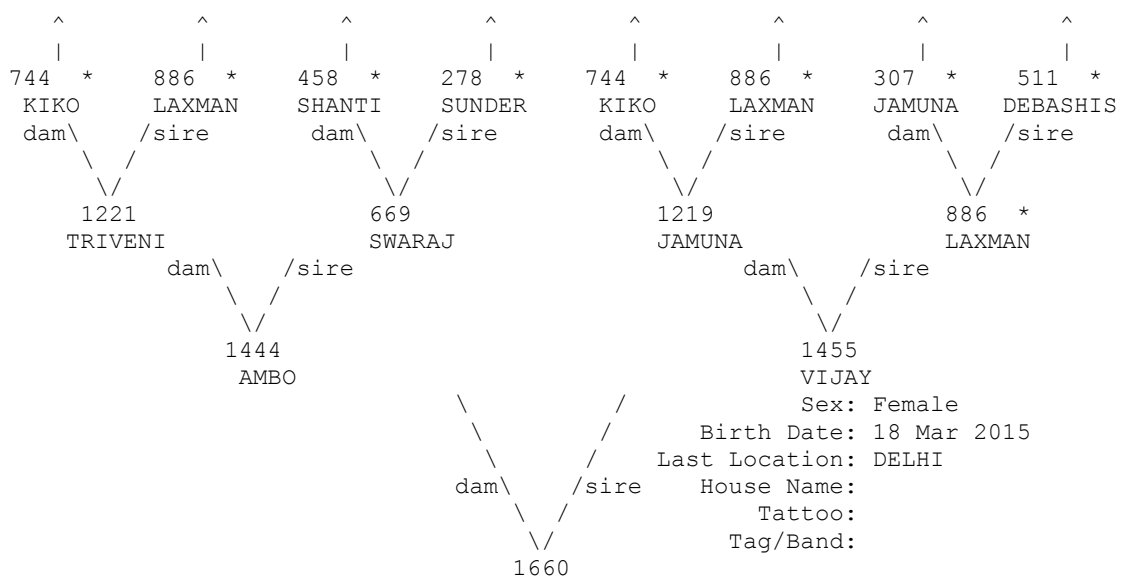 ^ ^ ^ ^ ^ ^ ^ ^
| | | | | | | |
744 * 886 * 458 * 278 * 744 * 886 * 307 * 511 *
KIKO LAXMAN SHANTI SUNDER KIKO LAXMAN JAMUNA DEBASHIS
dam\ /sire dam\ /sire dam\ /sire dam\ /sire
\ / \ / \ / \ /
\/ \/ \/ \/
1221 669 1219 886 *
TRIVENI SWARAJ JAMUNA LAXMAN
dam\ /sire dam\ /sire
\ / \ /
\/ \/
1444 1455
AMBO VIJAY
\ / Sex: Female
\ / Birth Date: 18 Mar 2015
\ / Last Location: DELHI
dam\ /sire House Name:
\ / Tattoo:
\/ Tag/Band:
1660